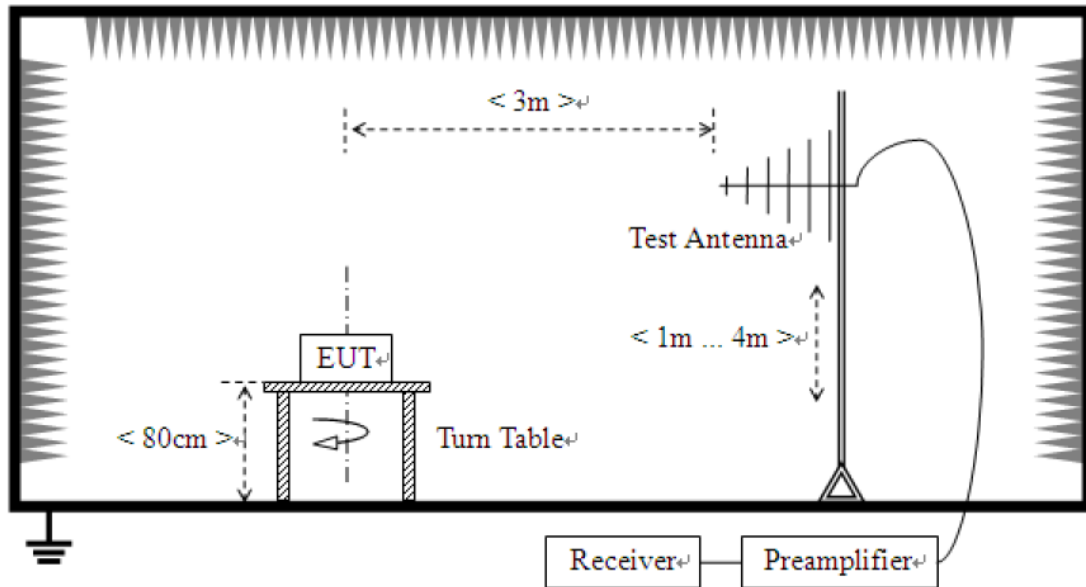 < 3m >
Test Antenna
< 1m ... 4m >
EUT
< 80cm >
Turn Table
Receiver
Preamplifier